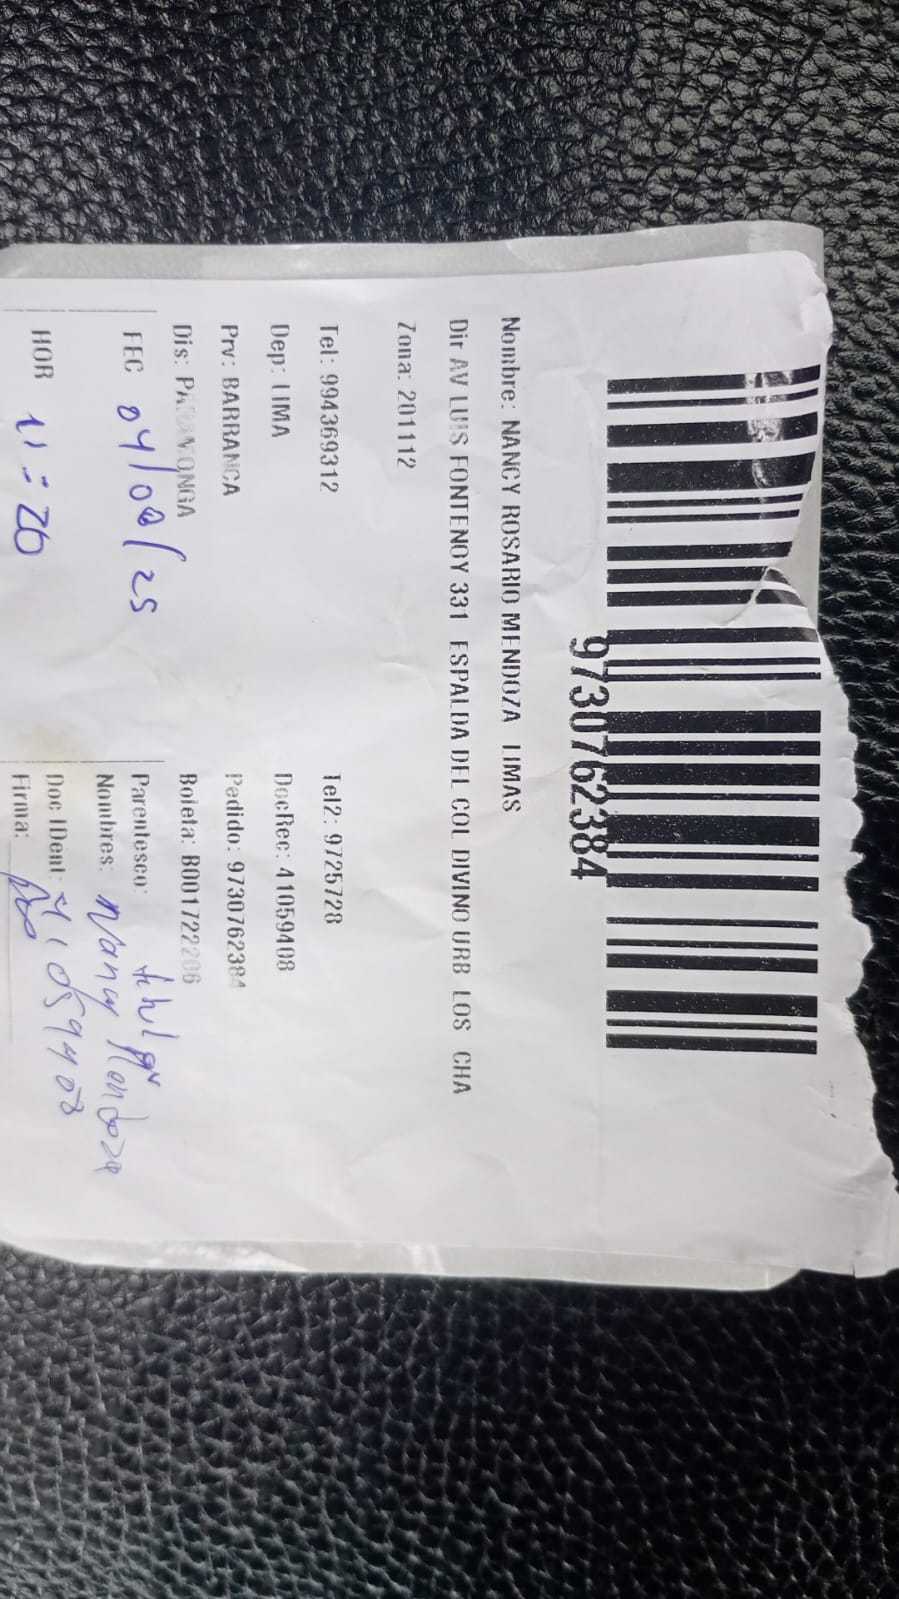 9730762384
Nombre: NANCY ROSARIO MENDOZA LIMAS
Dir AV LUIS FONTENOY 331 ESPALDA DEL COL DIVINO URB LOS CHA
Zona: 201112
Tel: 994369312 Tel2: 9725728
Dep: LIMA DocRec: 41059408
Prv: BARRANCA Pedido: 9730762384
Dis: PARAMONGA Boleta: B001722206
FEC 04/08/25 Parentesco: titular
Nombres: Nancy Mendoza
HOR 11:20 Doc IDent: 41059408
Firma: